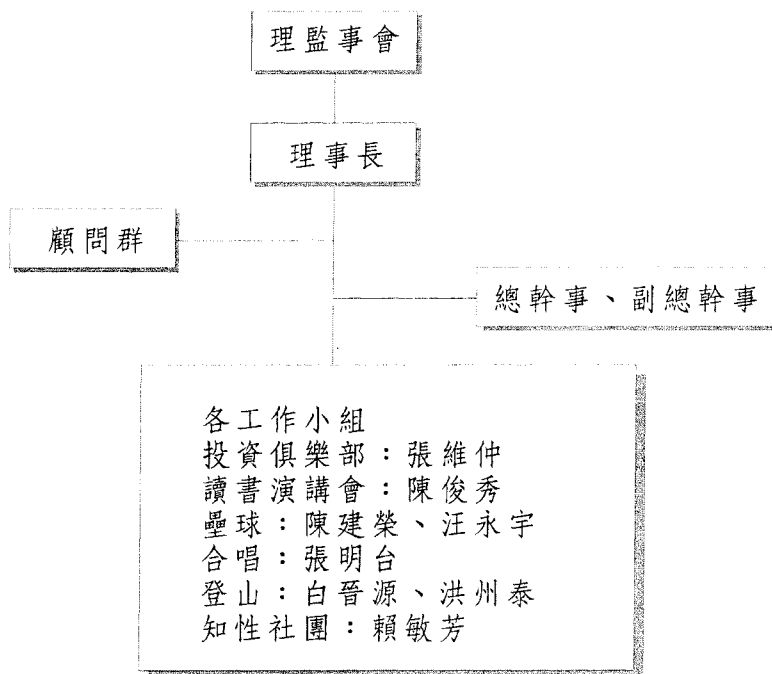 理監事會
理事長
顧問群
總幹事、副總幹事
各工作小組
投資俱樂部：張維仲
讀書演講會：陳俊秀
壘球：陳建榮、汪永宇
合唱：張明台
登山：白晉源、洪州泰
知性社團：賴敏芳